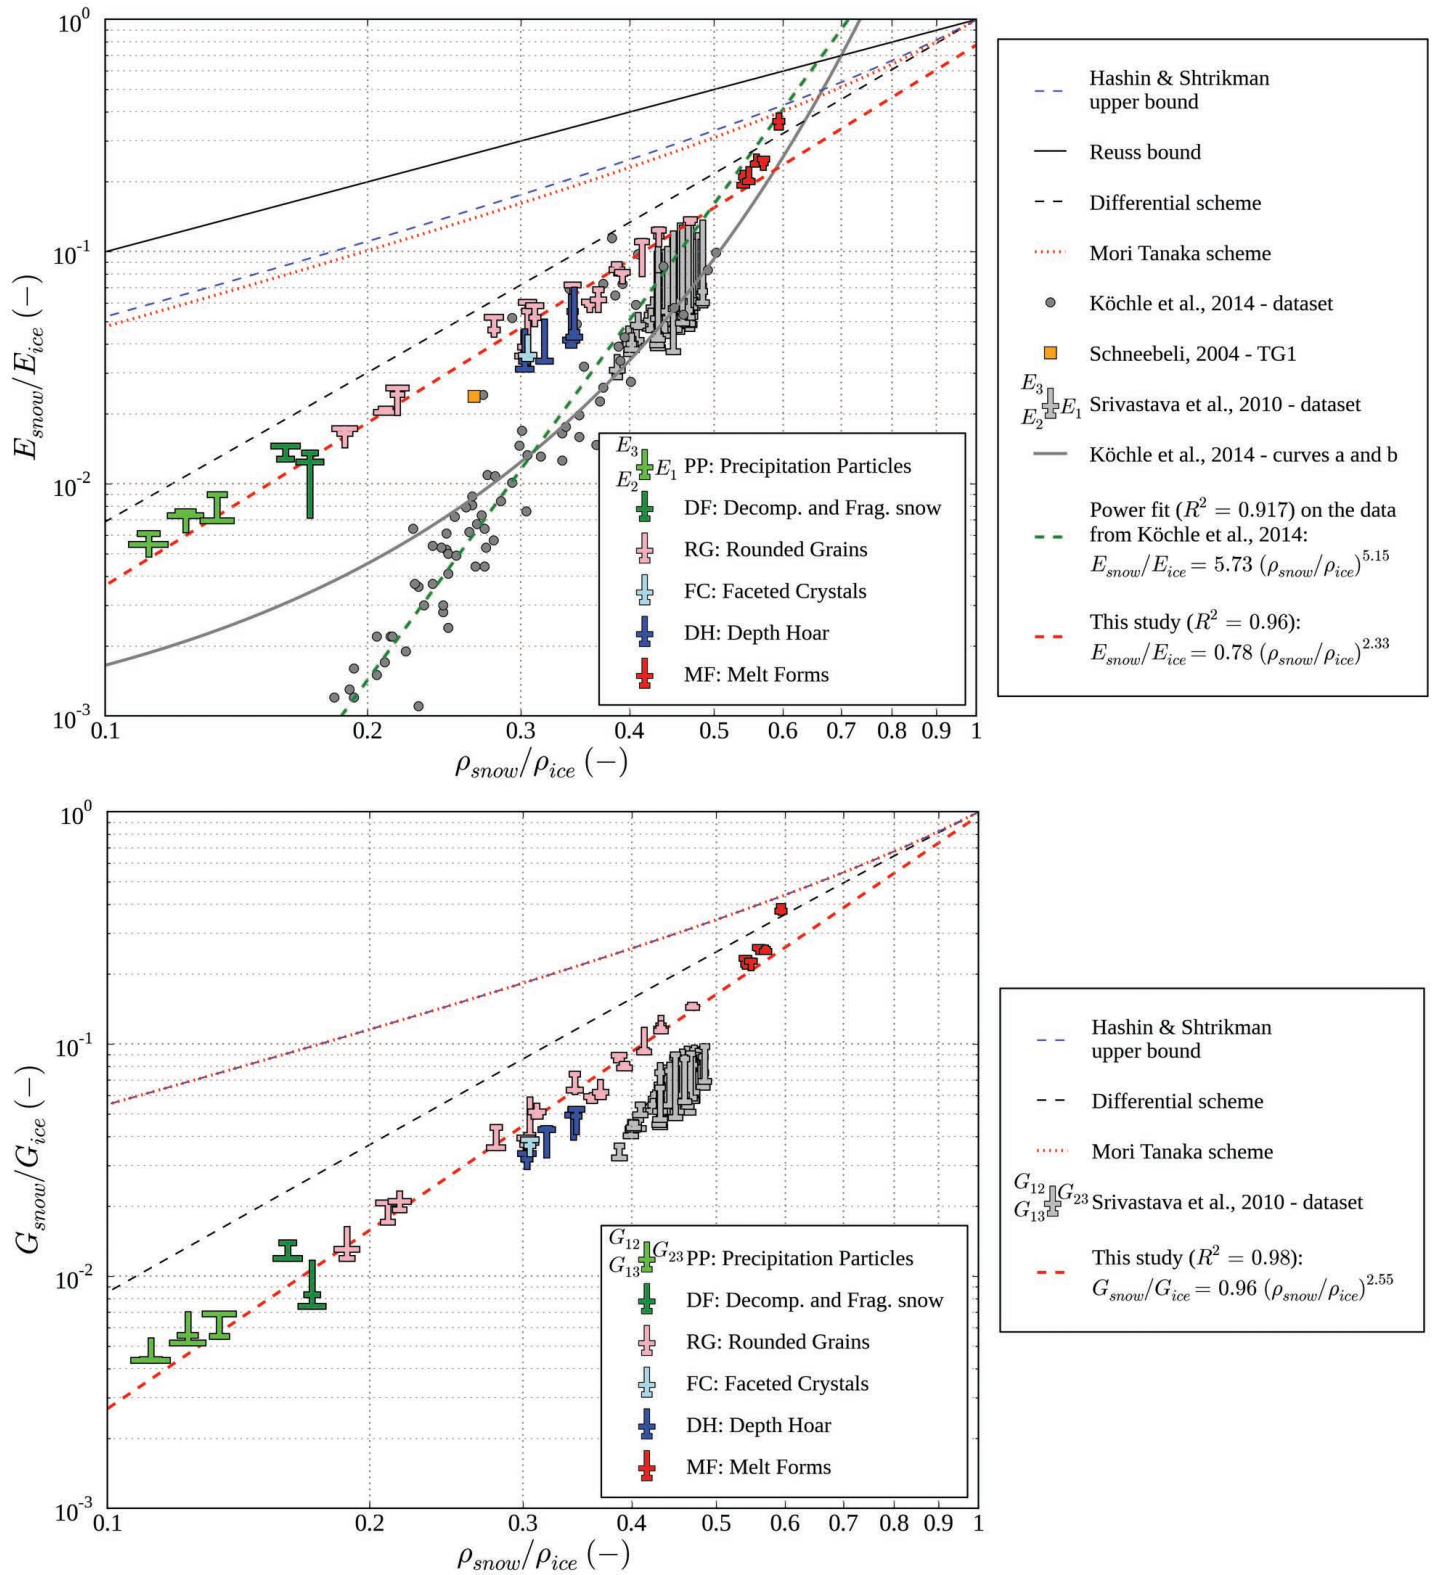 10⁰
10⁻¹
10⁻²
10⁻³
E_snow/E_ice (−)
0.1 0.2 0.3 0.4 0.5 0.6 0.7 0.8 0.9 1
ρ_snow/ρ_ice (−)
E₃
E₂ E₁ PP: Precipitation Particles
DF: Decomp. and Frag. snow
RG: Rounded Grains
FC: Faceted Crystals
DH: Depth Hoar
MF: Melt Forms
Hashin & Shtrikman
upper bound
Reuss bound
Differential scheme
Mori Tanaka scheme
Köchle et al., 2014 - dataset
Schneebeli, 2004 - TG1
E₃
E₂ E₁ Srivastava et al., 2010 - dataset
Köchle et al., 2014 - curves a and b
Power fit (R² = 0.917) on the data
from Köchle et al., 2014:
E_snow/E_ice = 5.73 (ρ_snow/ρ_ice)^5.15
This study (R² = 0.96):
E_snow/E_ice = 0.78 (ρ_snow/ρ_ice)^2.33
10⁰
10⁻¹
10⁻²
10⁻³
G_snow/G_ice (−)
0.1 0.2 0.3 0.4 0.5 0.6 0.7 0.8 0.9 1
ρ_snow/ρ_ice (−)
G₁₂
G₁₃ G₂₃ PP: Precipitation Particles
DF: Decomp. and Frag. snow
RG: Rounded Grains
FC: Faceted Crystals
DH: Depth Hoar
MF: Melt Forms
Hashin & Shtrikman
upper bound
Differential scheme
Mori Tanaka scheme
G₁₂
G₁₃ G₂₃ Srivastava et al., 2010 - dataset
This study (R² = 0.98):
G_snow/G_ice = 0.96 (ρ_snow/ρ_ice)^2.55